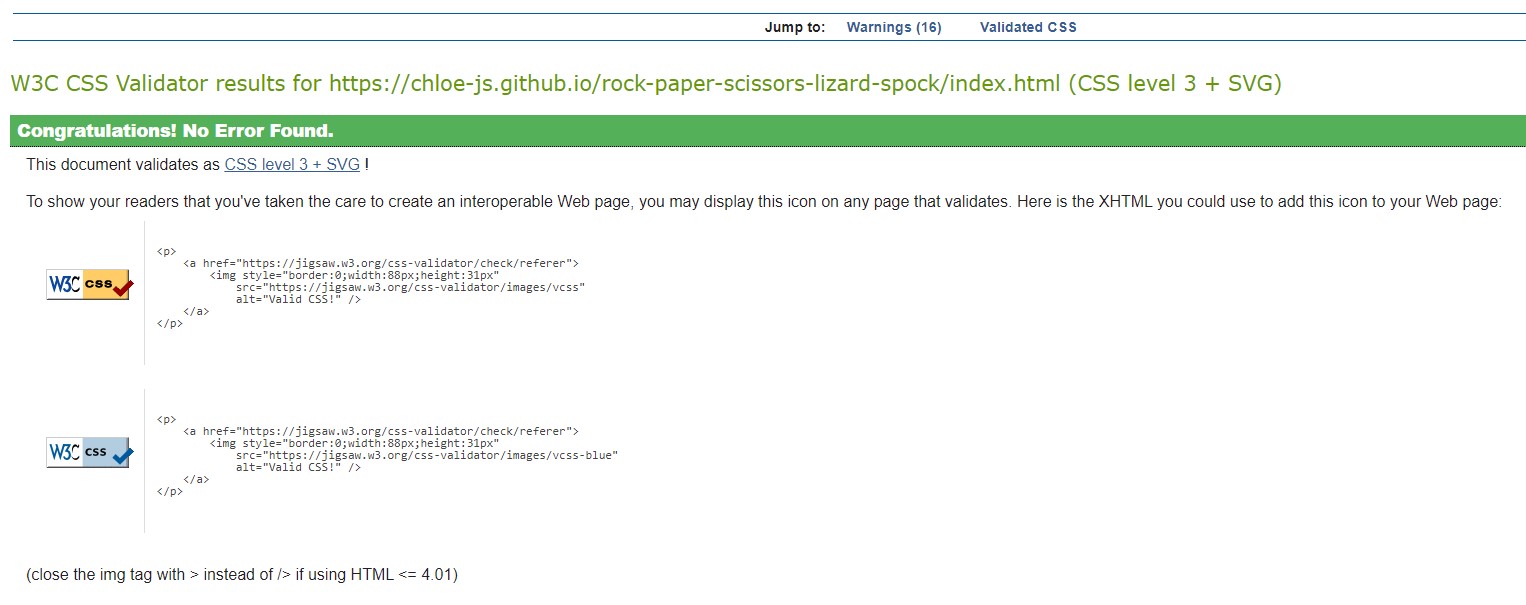 Jump to: Warnings (16) Validated CSS
W3C CSS Validator results for https://chloe-js.github.io/rock-paper-scissors-lizard-spock/index.html (CSS level 3 + SVG)
Congratulations! No Error Found.
This document validates as CSS level 3 + SVG !
To show your readers that you've taken the care to create an interoperable Web page, you may display this icon on any page that validates. Here is the XHTML you could use to add this icon to your Web page:
W3C css
<p>
<a href="https://jigsaw.w3.org/css-validator/check/referer">
<img style="border:0;width:88px;height:31px"
src="https://jigsaw.w3.org/css-validator/images/vcss"
alt="Valid CSS!" />
</a>
</p>
W3C css
<p>
<a href="https://jigsaw.w3.org/css-validator/check/referer">
<img style="border:0;width:88px;height:31px"
src="https://jigsaw.w3.org/css-validator/images/vcss-blue"
alt="Valid CSS!" />
</a>
</p>
(close the img tag with > instead of /> if using HTML <= 4.01)